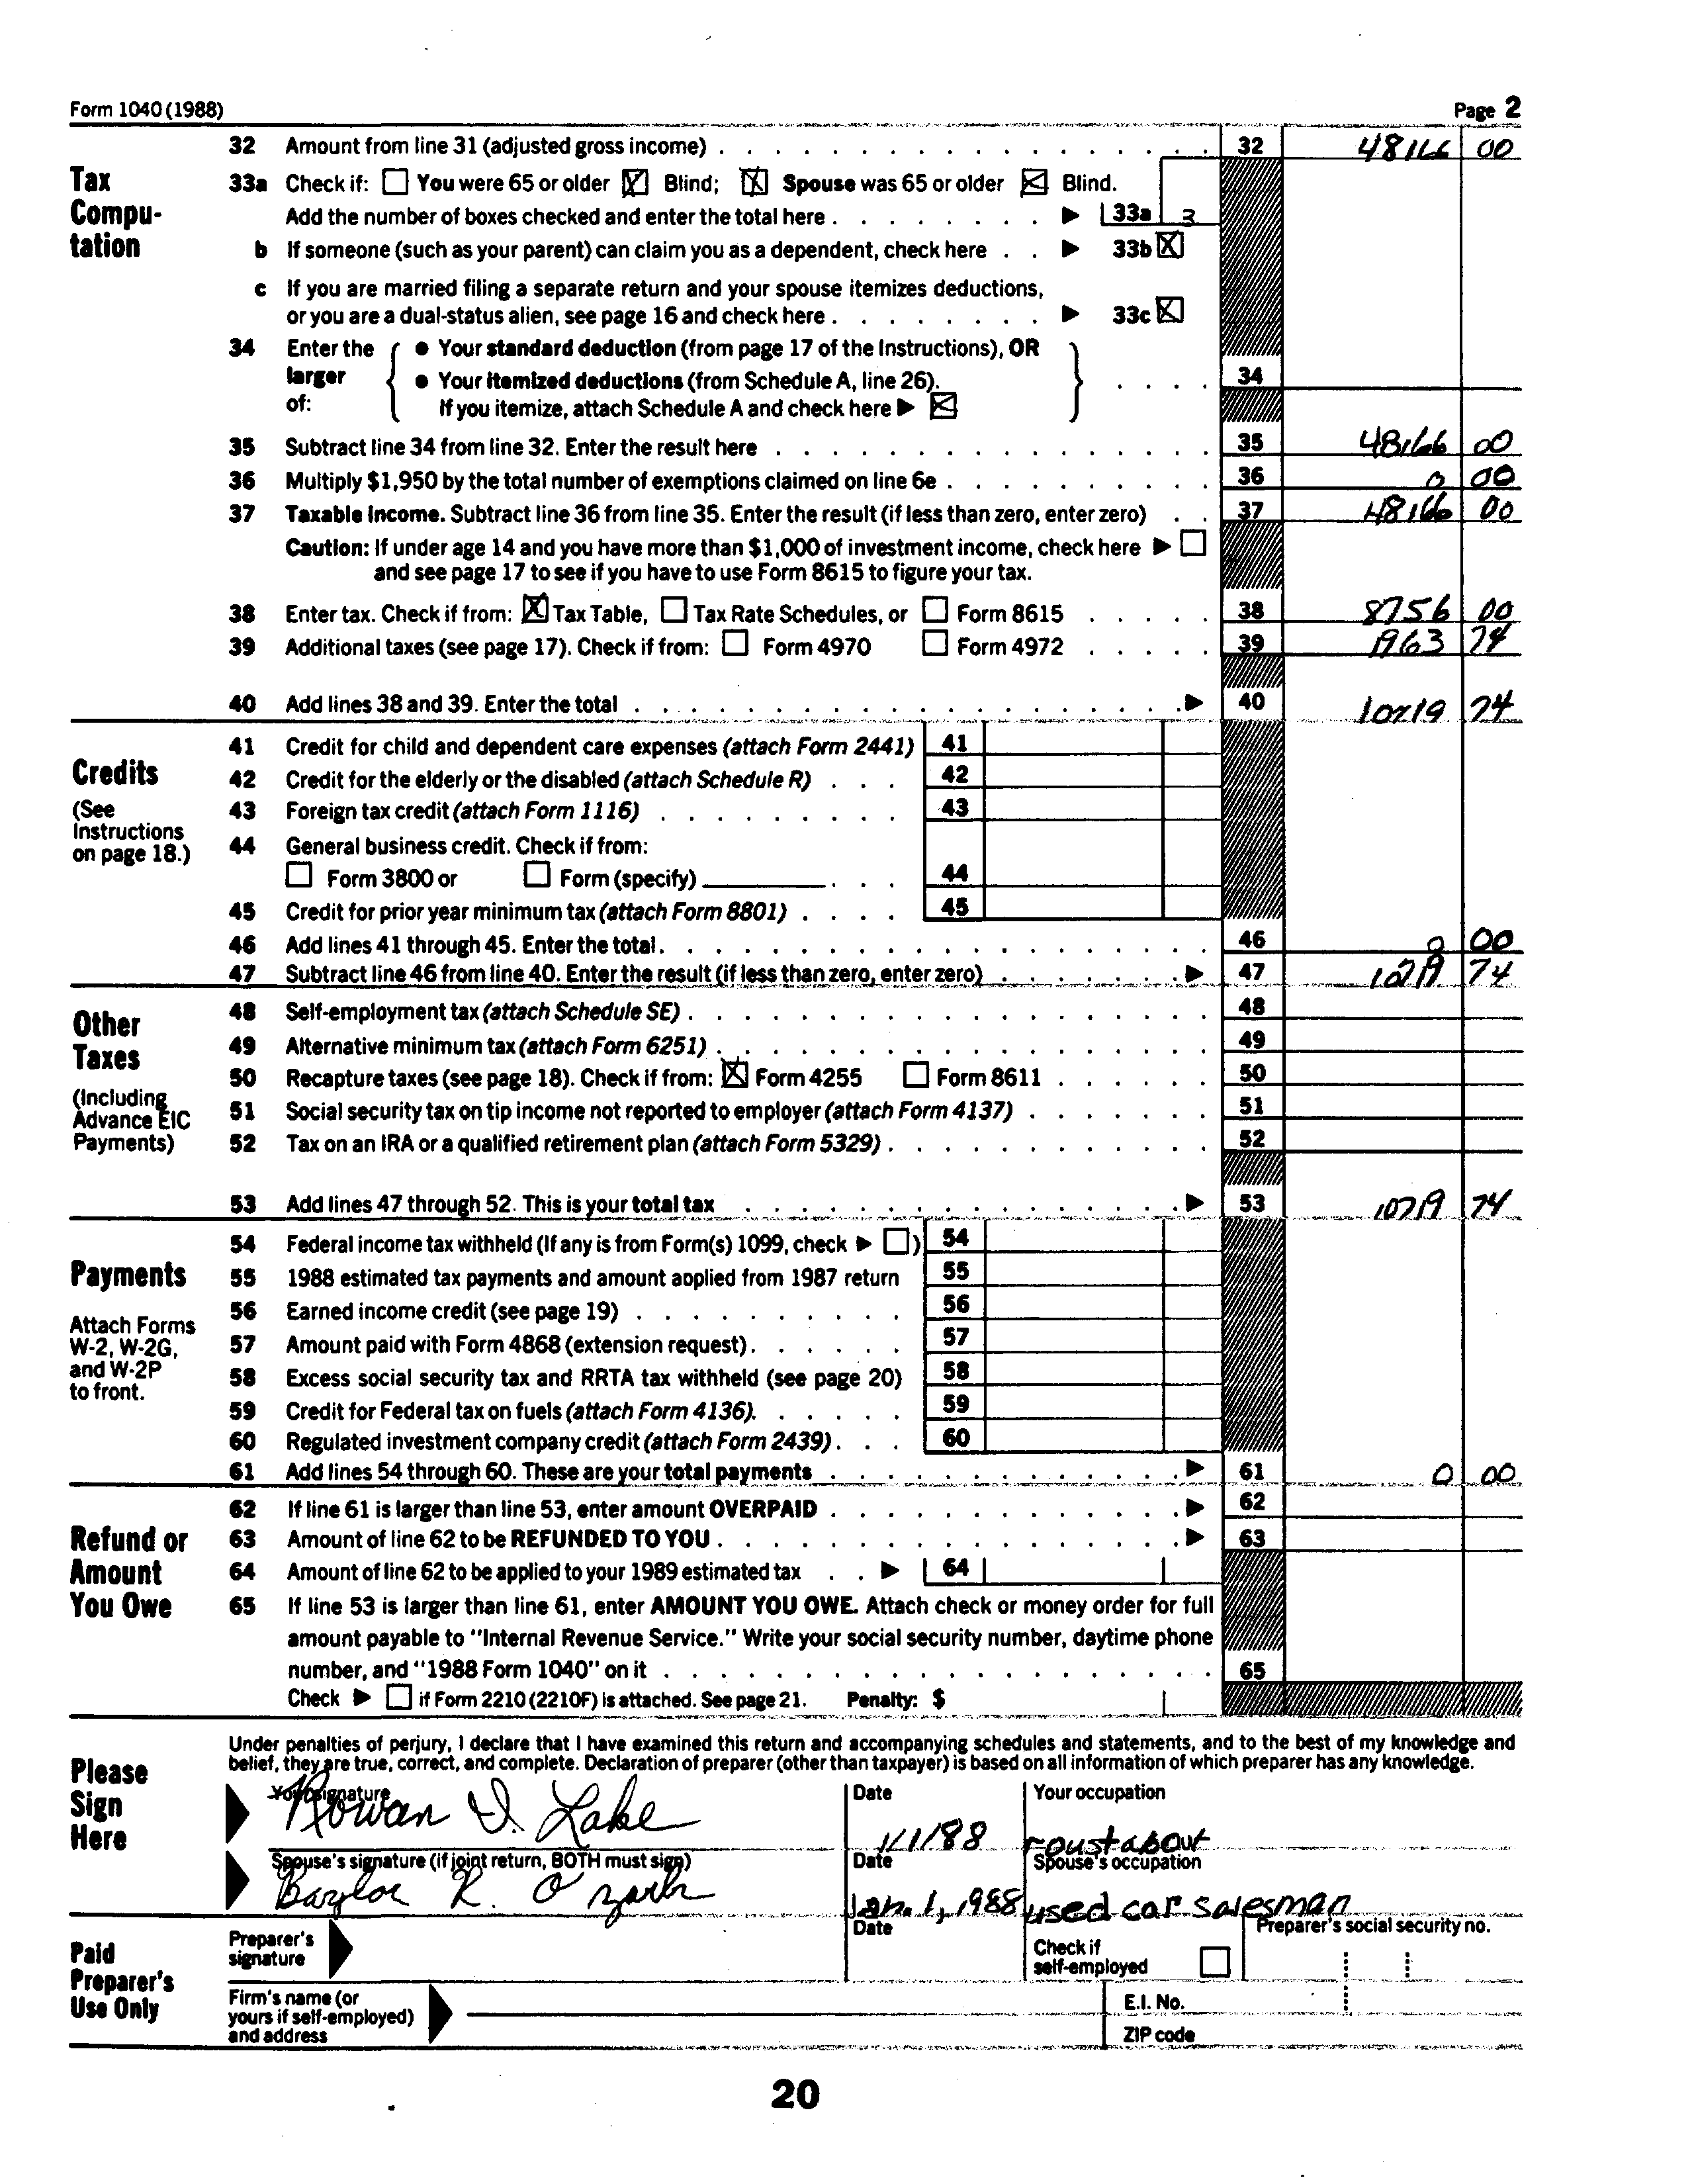 Form 1040 (1988) Page 2
Tax Computation
32 Amount from line 31 (adjusted gross income) 32 48166 00
33a Check if: ☐ You were 65 or older ☒ Blind; ☒ Spouse was 65 or older ☒ Blind.
Add the number of boxes checked and enter the total here ▶ 33a 3
b If someone (such as your parent) can claim you as a dependent, check here ▶ 33b ☒
c If you are married filing a separate return and your spouse itemizes deductions,
or you are a dual-status alien, see page 16 and check here ▶ 33c ☒
34 Enter the larger of: { ● Your standard deduction (from page 17 of the Instructions), OR
● Your itemized deductions (from Schedule A, line 26). } 34
If you itemize, attach Schedule A and check here ▶ ☒
35 Subtract line 34 from line 32. Enter the result here 35 48166 00
36 Multiply $1,950 by the total number of exemptions claimed on line 6e 36 0 00
37 Taxable income. Subtract line 36 from line 35. Enter the result (if less than zero, enter zero) 37 48166 00
Caution: If under age 14 and you have more than $1,000 of investment income, check here ▶ ☐
and see page 17 to see if you have to use Form 8615 to figure your tax.
38 Enter tax. Check if from: ☒ Tax Table, ☐ Tax Rate Schedules, or ☐ Form 8615 38 8756 00
39 Additional taxes (see page 17). Check if from: ☐ Form 4970 ☐ Form 4972 39 1963 74
40 Add lines 38 and 39. Enter the total ▶ 40 10719 74
Credits
(See Instructions on page 18.)
41 Credit for child and dependent care expenses (attach Form 2441) 41
42 Credit for the elderly or the disabled (attach Schedule R) 42
43 Foreign tax credit (attach Form 1116) 43
44 General business credit. Check if from:
☐ Form 3800 or ☐ Form (specify) 44
45 Credit for prior year minimum tax (attach Form 8801) 45
46 Add lines 41 through 45. Enter the total 46 0 00
47 Subtract line 46 from line 40. Enter the result (if less than zero, enter zero) ▶ 47 10719 74
Other Taxes
(Including Advance EIC Payments)
48 Self-employment tax (attach Schedule SE) 48
49 Alternative minimum tax (attach Form 6251) 49
50 Recapture taxes (see page 18). Check if from: ☒ Form 4255 ☐ Form 8611 50
51 Social security tax on tip income not reported to employer (attach Form 4137) 51
52 Tax on an IRA or a qualified retirement plan (attach Form 5329) 52
53 Add lines 47 through 52. This is your total tax ▶ 53 10719 74
Payments
Attach Forms W-2, W-2G, and W-2P to front.
54 Federal income tax withheld (If any is from Form(s) 1099, check ▶ ☐) 54
55 1988 estimated tax payments and amount applied from 1987 return 55
56 Earned income credit (see page 19) 56
57 Amount paid with Form 4868 (extension request) 57
58 Excess social security tax and RRTA tax withheld (see page 20) 58
59 Credit for Federal tax on fuels (attach Form 4136) 59
60 Regulated investment company credit (attach Form 2439) 60
61 Add lines 54 through 60. These are your total payments ▶ 61 0 00
Refund or Amount You Owe
62 If line 61 is larger than line 53, enter amount OVERPAID ▶ 62
63 Amount of line 62 to be REFUNDED TO YOU ▶ 63
64 Amount of line 62 to be applied to your 1989 estimated tax ▶ 64
65 If line 53 is larger than line 61, enter AMOUNT YOU OWE. Attach check or money order for full
amount payable to "Internal Revenue Service." Write your social security number, daytime phone
number, and "1988 Form 1040" on it 65
Check ▶ ☐ if Form 2210 (2210F) is attached. See page 21. Penalty: $
Please Sign Here
Under penalties of perjury, I declare that I have examined this return and accompanying schedules and statements, and to the best of my knowledge and
belief, they are true, correct, and complete. Declaration of preparer (other than taxpayer) is based on all information of which preparer has any knowledge.
Your signature Date Your occupation
Rowan D. Lake 1/1/88 roustabout
Spouse's signature (if joint return, BOTH must sign) Date Spouse's occupation
Baylor R. Jan. 1, 1988 used car salesman
Paid Preparer's Use Only
Preparer's signature Date Check if self-employed ☐ Preparer's social security no.
Firm's name (or yours if self-employed) and address E.I. No.
ZIP code
20